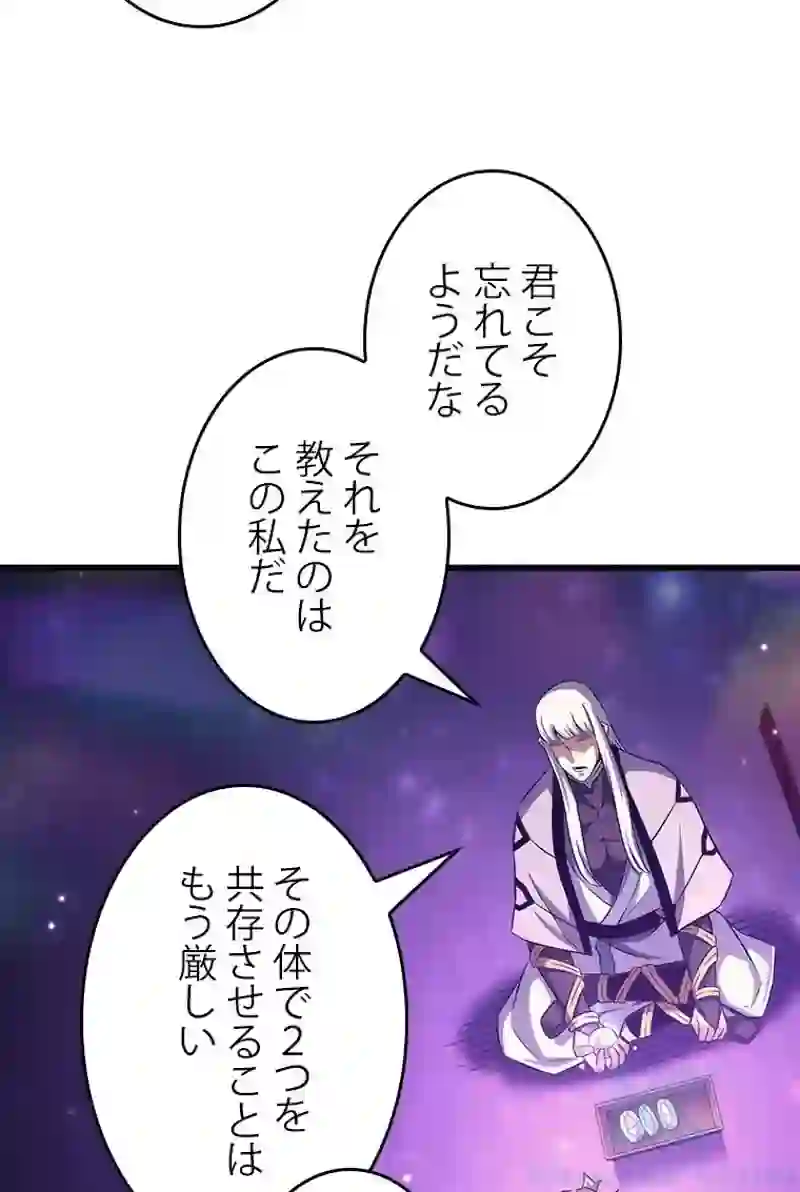 君こそ
忘れてる
ようだな
それを
教えたのは
この私だ
その体で2つを
共存させることは
もう厳しい